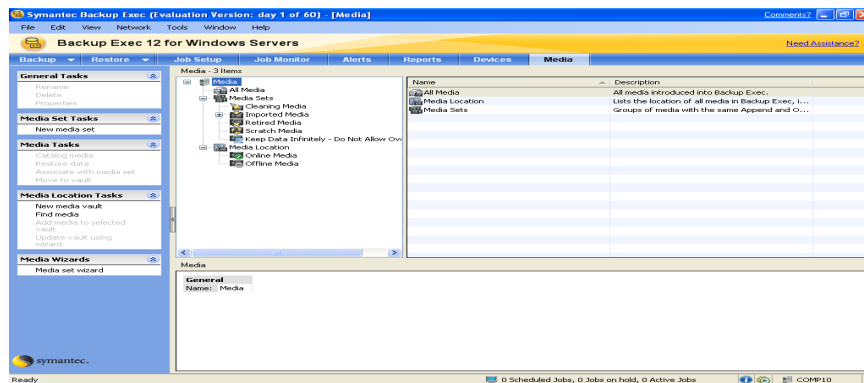 Symantec Backup Exec (Evaluation Version: day 1 of 60) - [Media]
Comments?
File Edit View Network Tools Window Help
Backup Exec 12 for Windows Servers
Need Assistance?
Backup Restore Job Setup Job Monitor Alerts Reports Devices Media
General Tasks
Rename
Delete
Properties
Media Set Tasks
New media set
Media Tasks
Catalog media
Restore data
Associate with media set
Move to vault
Media Location Tasks
New media vault
Find media
Add media to selected
vault
Update vault using
wizard
Media Wizards
Media set wizard
symantec.
Media - 3 Items
Media
All Media
Media Sets
Cleaning Media
Imported Media
Retired Media
Scratch Media
Keep Data Infinitely - Do Not Allow Ov
Media Location
Online Media
Offline Media
Name Description
All Media All media introduced into Backup Exec.
Media Location Lists the location of all media in Backup Exec, i...
Media Sets Groups of media with the same Append and O...
Media
General
Name: Media
Ready
0 Scheduled Jobs, 0 Jobs on hold, 0 Active Jobs
COMP10